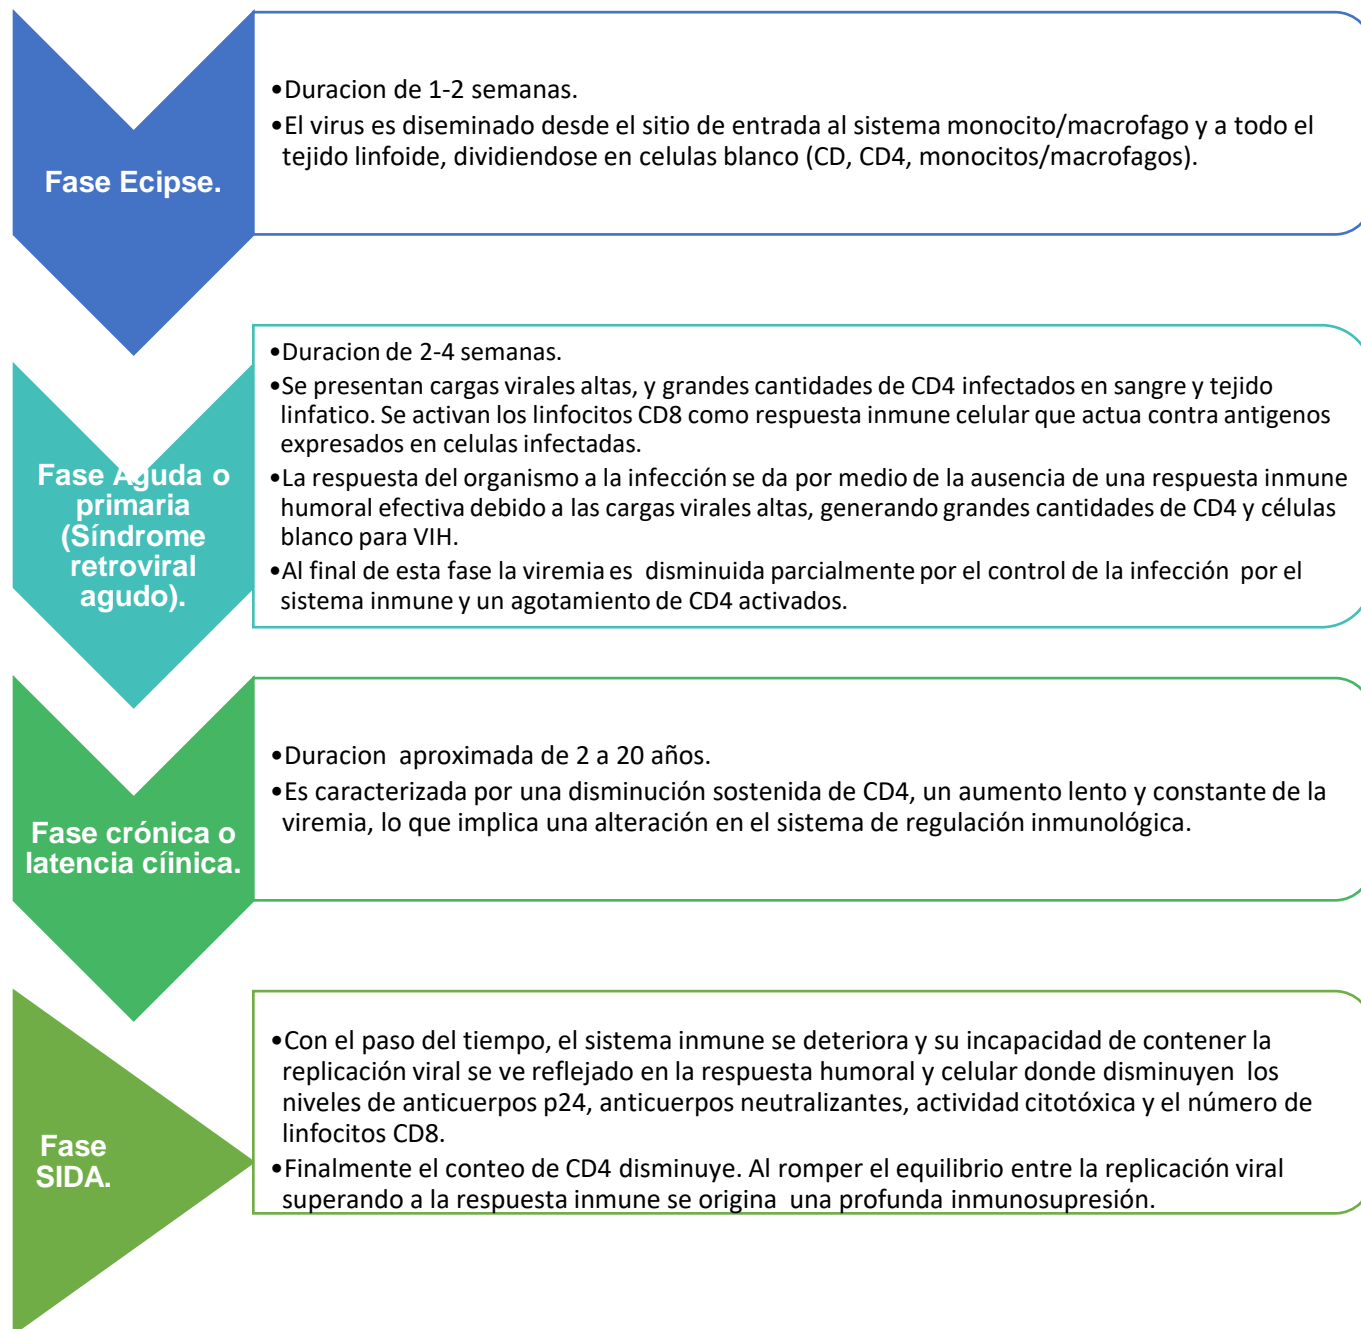 Fase Ecipse.
•Duracion de 1-2 semanas.
•El virus es diseminado desde el sitio de entrada al sistema monocito/macrofago y a todo el
tejido linfoide, dividiendose en celulas blanco (CD, CD4, monocitos/macrofagos).
Fase Aguda o
primaria
(Síndrome
retroviral
agudo).
•Duracion de 2-4 semanas.
•Se presentan cargas virales altas, y grandes cantidades de CD4 infectados en sangre y tejido
linfatico. Se activan los linfocitos CD8 como respuesta inmune celular que actua contra antigenos
expresados en celulas infectadas.
•La respuesta del organismo a la infección se da por medio de la ausencia de una respuesta inmune
humoral efectiva debido a las cargas virales altas, generando grandes cantidades de CD4 y células
blanco para VIH.
•Al final de esta fase la viremia es disminuida parcialmente por el control de la infección por el
sistema inmune y un agotamiento de CD4 activados.
Fase crónica o
latencia cíinica.
•Duracion aproximada de 2 a 20 años.
•Es caracterizada por una disminución sostenida de CD4, un aumento lento y constante de la
viremia, lo que implica una alteración en el sistema de regulación inmunológica.
Fase
SIDA.
•Con el paso del tiempo, el sistema inmune se deteriora y su incapacidad de contener la
replicación viral se ve reflejado en la respuesta humoral y celular donde disminuyen los
niveles de anticuerpos p24, anticuerpos neutralizantes, actividad citotóxica y el número de
linfocitos CD8.
•Finalmente el conteo de CD4 disminuye. Al romper el equilibrio entre la replicación viral
superando a la respuesta inmune se origina una profunda inmunosupresión.